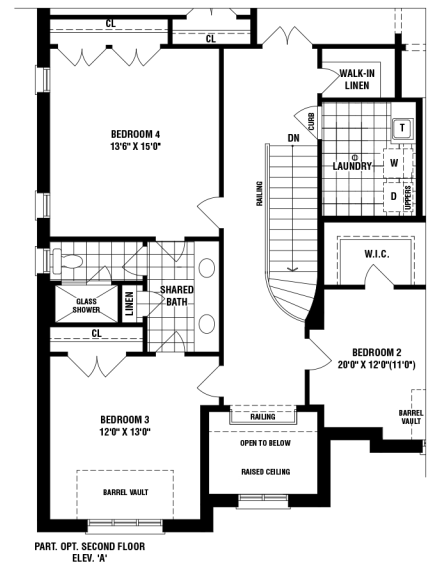 CL
CL
WALK-IN
LINEN
BEDROOM 4
13'6" X 15'0"
CURB
DN
T
LAUNDRY
W
D
UPPERS
RAILING
W.I.C.
SHARED
BATH
GLASS
SHOWER
LINEN
CL
BEDROOM 2
20'0" X 12'0"(11'0")
BEDROOM 3
12'0" X 13'0"
RAILING
BARREL
VAULT
OPEN TO BELOW
RAISED CEILING
BARREL VAULT
PART. OPT. SECOND FLOOR
ELEV. 'A'